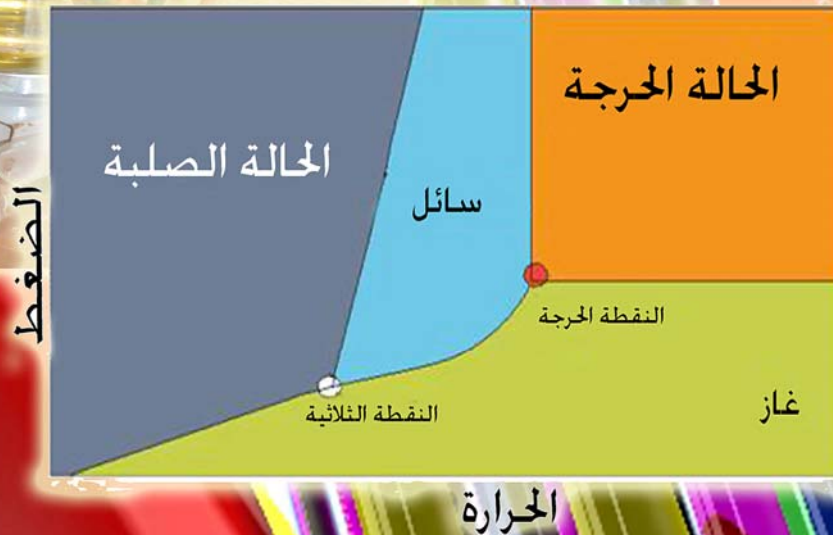 الحالة الحرجة
الحالة الصلبة
سائل
الضغط
النقطة الحرجة
غاز
النقطة الثلاثية
الحرارة